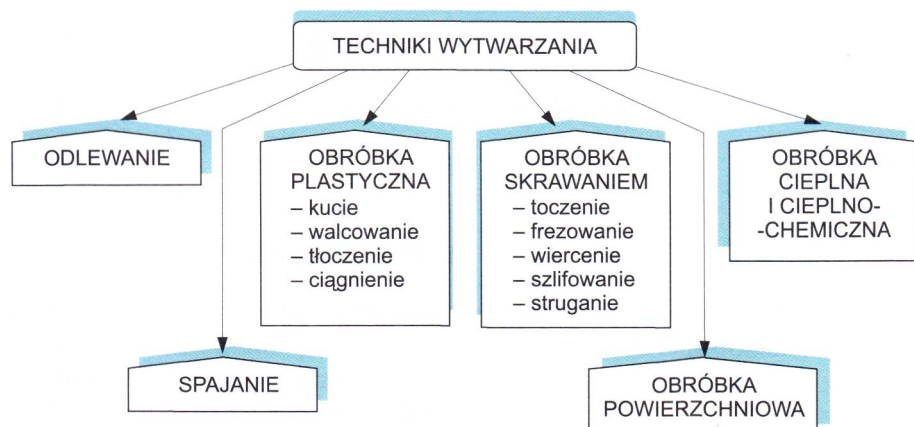 TECHNIKI WYTWARZANIA
ODLEWANIE
OBRÓBKA
PLASTYCZNA
– kucie
– walcowanie
– tłoczenie
– ciągnienie
OBRÓBKA
SKRAWANIEM
– toczenie
– frezowanie
– wiercenie
– szlifowanie
– struganie
OBRÓBKA
CIEPLNA
I CIEPLNO-
-CHEMICZNA
SPAJANIE
OBRÓBKA
POWIERZCHNIOWA